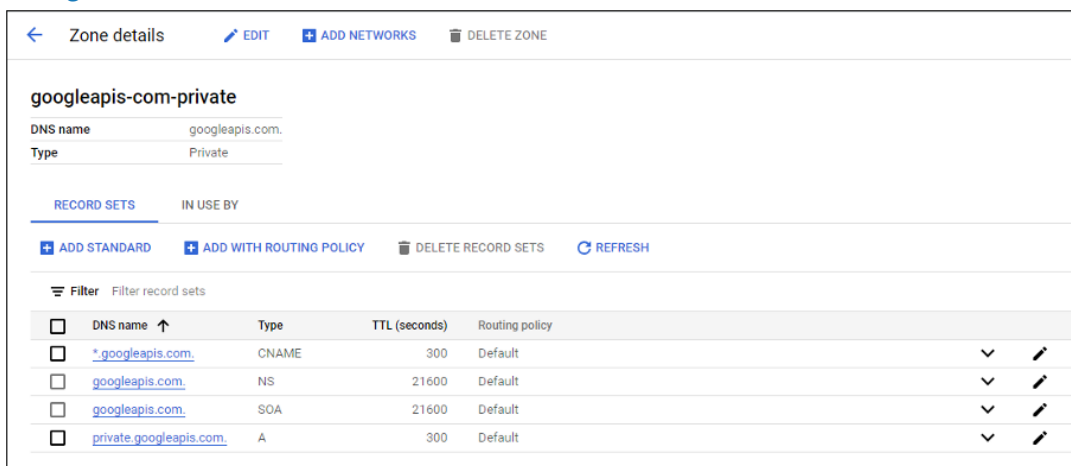 Zone details EDIT ADD NETWORKS DELETE ZONE
googleapis-com-private
DNS name googleapis.com.
Type Private
RECORD SETS IN USE BY
ADD STANDARD ADD WITH ROUTING POLICY DELETE RECORD SETS REFRESH
Filter Filter record sets
DNS name Type TTL (seconds) Routing policy
*.googleapis.com. CNAME 300 Default
googleapis.com. NS 21600 Default
googleapis.com. SOA 21600 Default
private.googleapis.com. A 300 Default